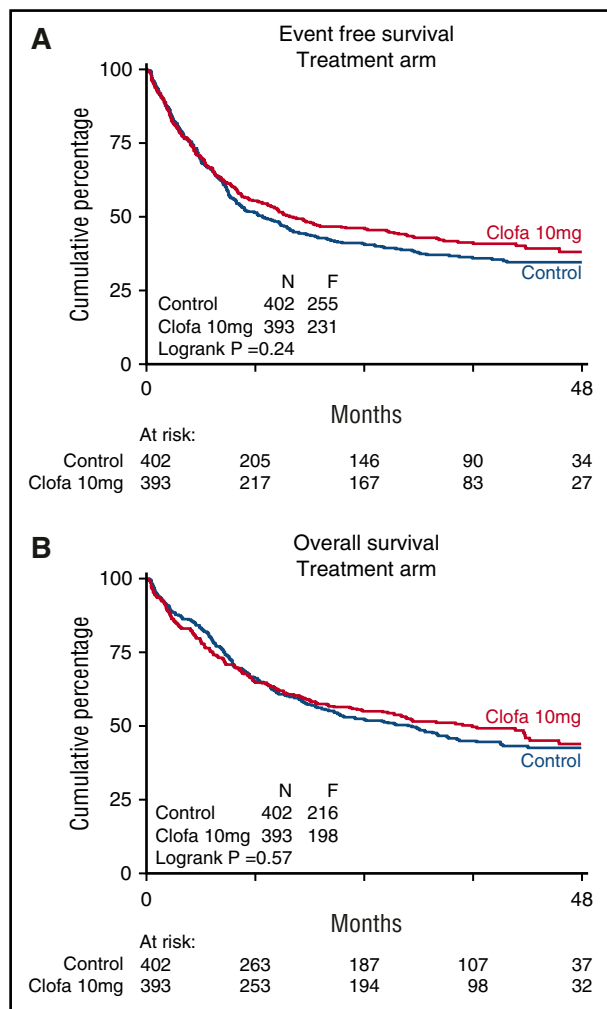 A
Event free survival
Treatment arm
Cumulative percentage
100
75
50
25
0
Clofa 10mg
Control
N F
Control 402 255
Clofa 10mg 393 231
Logrank P =0.24
0 48
Months
At risk:
Control 402 205 146 90 34
Clofa 10mg 393 217 167 83 27
B
Overall survival
Treatment arm
Cumulative percentage
100
75
50
25
0
Clofa 10mg
Control
N F
Control 402 216
Clofa 10mg 393 198
Logrank P =0.57
0 48
Months
At risk:
Control 402 263 187 107 37
Clofa 10mg 393 253 194 98 32